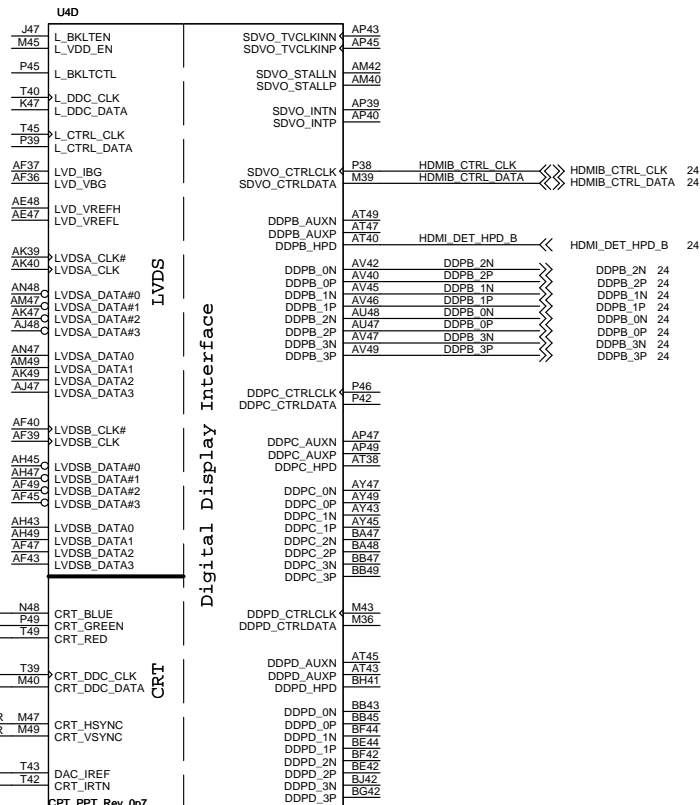 U4D
J47 L_BKLTEN
M45 L_VDD_EN
P45 L_BKLTCTL
T40 L_DDC_CLK
K47 L_DDC_DATA
T45 L_CTRL_CLK
P39 L_CTRL_DATA
AF37 LVD_IBG
AF36 LVD_VBG
AE48 LVD_VREFH
AE47 LVD_VREFL
AK39 LVDSA_CLK#
AK40 LVDSA_CLK
AN48 LVDSA_DATA#0
AM47 LVDSA_DATA#1
AK47 LVDSA_DATA#2
AJ48 LVDSA_DATA#3
AN47 LVDSA_DATA0
AM49 LVDSA_DATA1
AK49 LVDSA_DATA2
AJ47 LVDSA_DATA3
AF40 LVDSB_CLK#
AF39 LVDSB_CLK
AH45 LVDSB_DATA#0
AH47 LVDSB_DATA#1
AF49 LVDSB_DATA#2
AF45 LVDSB_DATA#3
AH43 LVDSB_DATA0
AH49 LVDSB_DATA1
AF47 LVDSB_DATA2
AF43 LVDSB_DATA3
N48 CRT_BLUE
P49 CRT_GREEN
T49 CRT_RED
T39 CRT_DDC_CLK
M40 CRT_DDC_DATA
R M47 CRT_HSYNC
R M49 CRT_VSYNC
T43 DAC_IREF
T42 CRT_IRTN
CPT_PPT_Rev_0p7
LVDS
CRT
Digital Display Interface
SDVO_TVCLKINN AP43
SDVO_TVCLKINP AP45
SDVO_STALLN AM42
SDVO_STALLP AM40
SDVO_INTN AP39
SDVO_INTP AP40
SDVO_CTRLCLK P38 HDMIB_CTRL_CLK HDMIB_CTRL_CLK 24
SDVO_CTRLDATA M39 HDMIB_CTRL_DATA HDMIB_CTRL_DATA 24
DDPB_AUXN AT49
DDPB_AUXP AT47
DDPB_HPD AT40 HDMI_DET_HPD_B HDMI_DET_HPD_B 24
DDPB_0N AV42 DDPB_2N DDPB_2N 24
DDPB_0P AV40 DDPB_2P DDPB_2P 24
DDPB_1N AV45 DDPB_1N DDPB_1N 24
DDPB_1P AV46 DDPB_1P DDPB_1P 24
DDPB_2N AU48 DDPB_0N DDPB_0N 24
DDPB_2P AU47 DDPB_0P DDPB_0P 24
DDPB_3N AV47 DDPB_3N DDPB_3N 24
DDPB_3P AV49 DDPB_3P DDPB_3P 24
DDPC_CTRLCLK P46
DDPC_CTRLDATA P42
DDPC_AUXN AP47
DDPC_AUXP AP49
DDPC_HPD AT38
DDPC_0N AY47
DDPC_0P AY49
DDPC_1N AY43
DDPC_1P AY45
DDPC_2N BA47
DDPC_2P BA48
DDPC_3N BB47
DDPC_3P BB49
DDPD_CTRLCLK M43
DDPD_CTRLDATA M36
DDPD_AUXN AT45
DDPD_AUXP AT43
DDPD_HPD BH41
DDPD_0N BB43
DDPD_0P BB45
DDPD_1N BF44
DDPD_1P BE44
DDPD_2N BF42
DDPD_2P BE42
DDPD_3N BJ42
DDPD_3P BG42